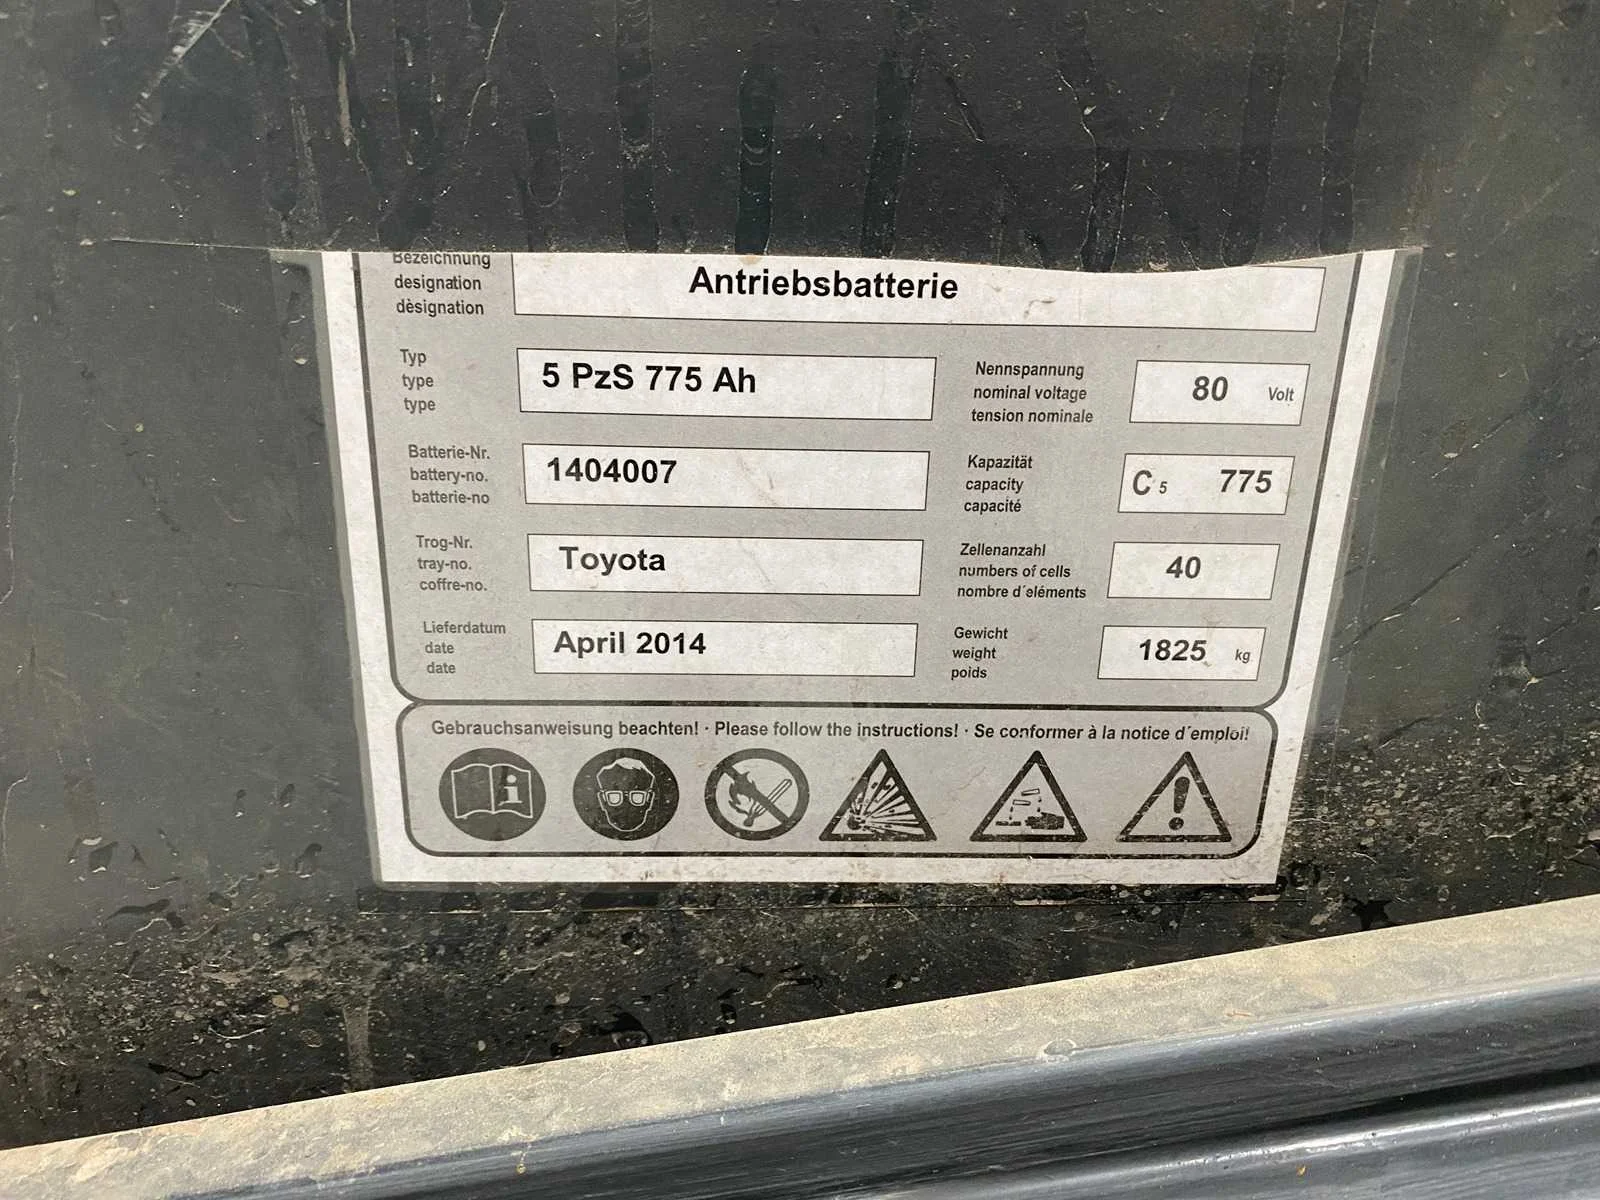 Bezeichnung
designation
dèsignation
Antriebsbatterie
Typ
type
type
5 PzS 775 Ah
Nennspannung
nominal voltage
tension nominale
80 Volt
Batterie-Nr.
battery-no.
batterie-no
1404007
Kapazität
capacity
capacité
C 5 775
Trog-Nr.
tray-no.
coffre-no.
Toyota
Zellenanzahl
numbers of cells
nombre d´eléments
40
Lieferdatum
date
date
April 2014
Gewicht
weight
poids
1825 kg
Gebrauchsanweisung beachten! · Please follow the instructions! · Se conformer à la notice d´emploi!